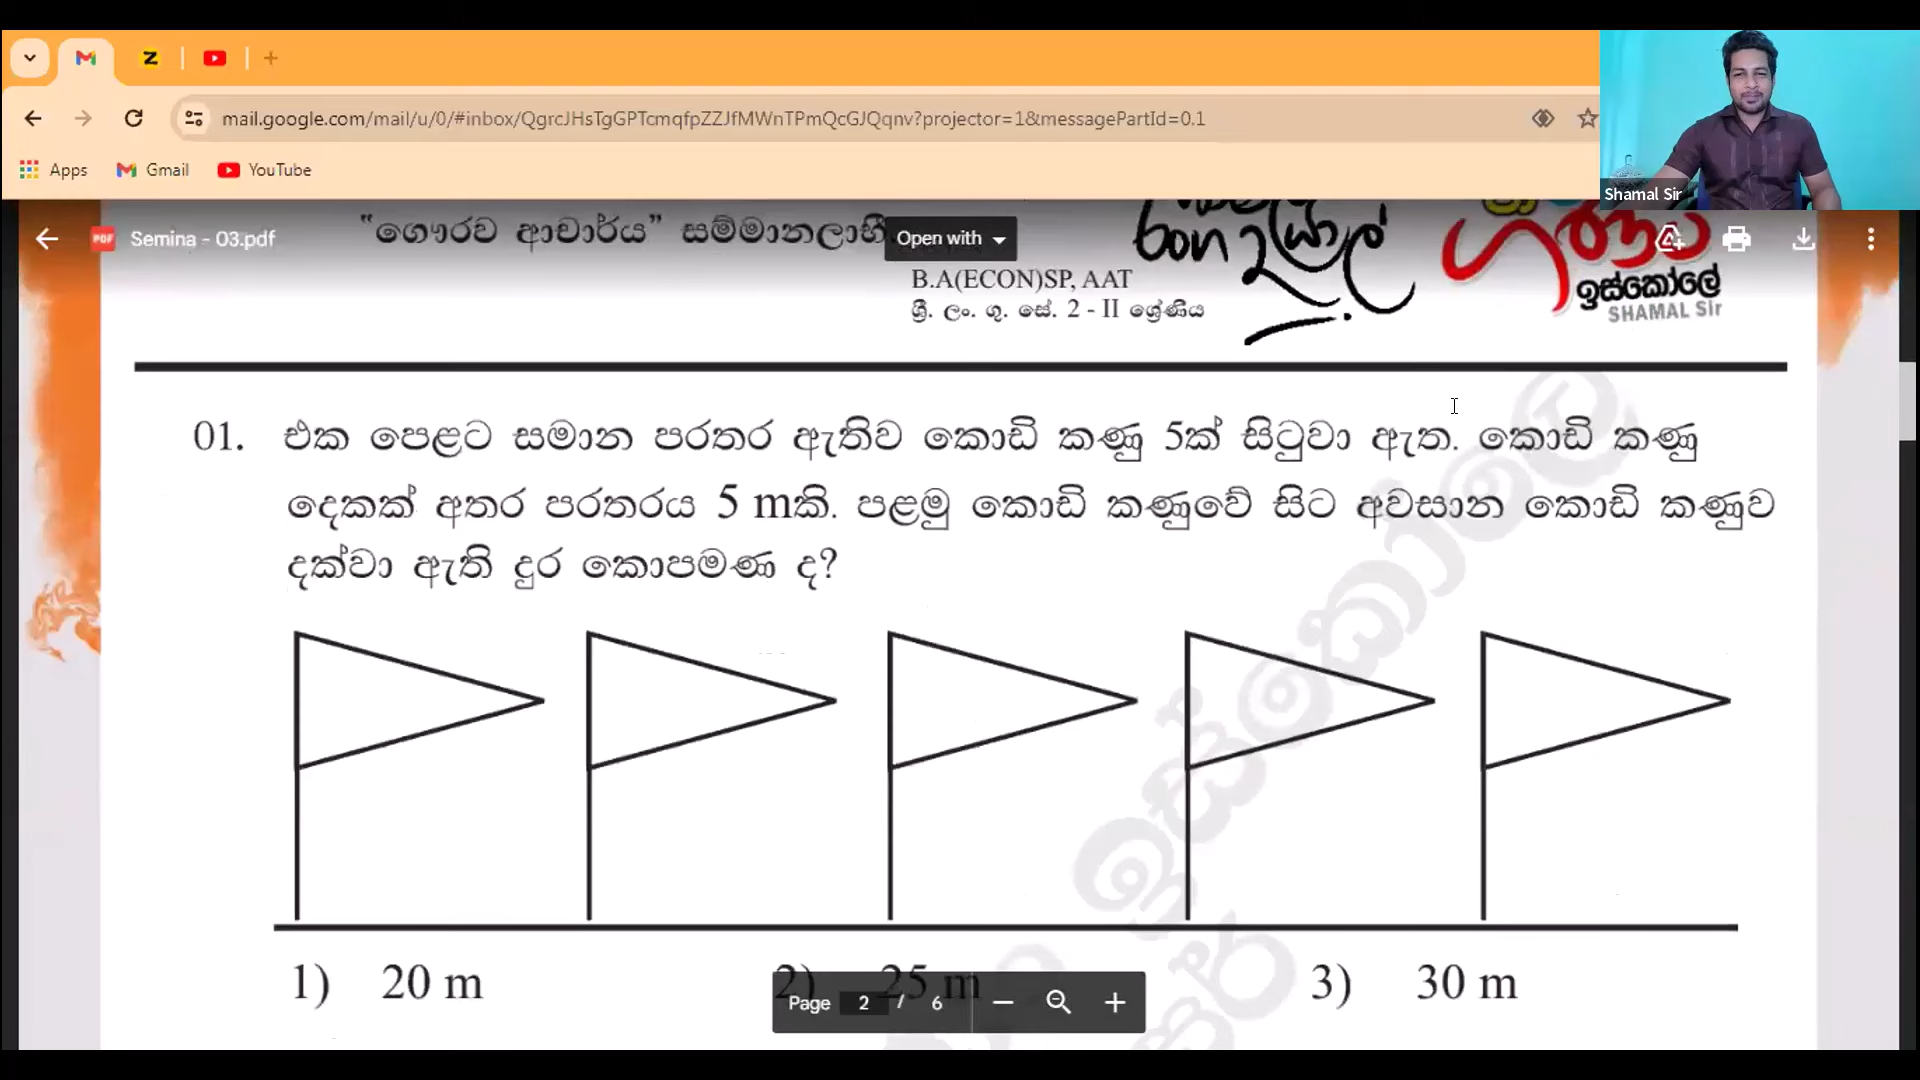 mail.google.com/mail/u/0/#inbox/QgrcJHsTgGPTcmqfpZZJfMWnTPmQcGJQqnv?projector=1&messagePartId=0.1
Apps Gmail YouTube
Shamal Sir
"ගෞරව ආචාර්ය" සම්මානලාභී
PDF Semina - 03.pdf Open with
B.A(ECON)SP, AAT
ශ්‍රී. ලං. ගු. සේ. 2 - II ශ්‍රේණිය
ඉස්කෝලේ
SHAMAL Sir
01. එක පෙළට සමාන පරතර ඇතිව කොඩි කණු 5ක් සිටුවා ඇත. කොඩි කණු
දෙකක් අතර පරතරය 5 mකි. පළමු කොඩි කණුවේ සිට අවසාන කොඩි කණුව
දක්වා ඇති දුර කොපමණ ද?
1) 20 m 2) 25 m 3) 30 m
Page 2 / 6